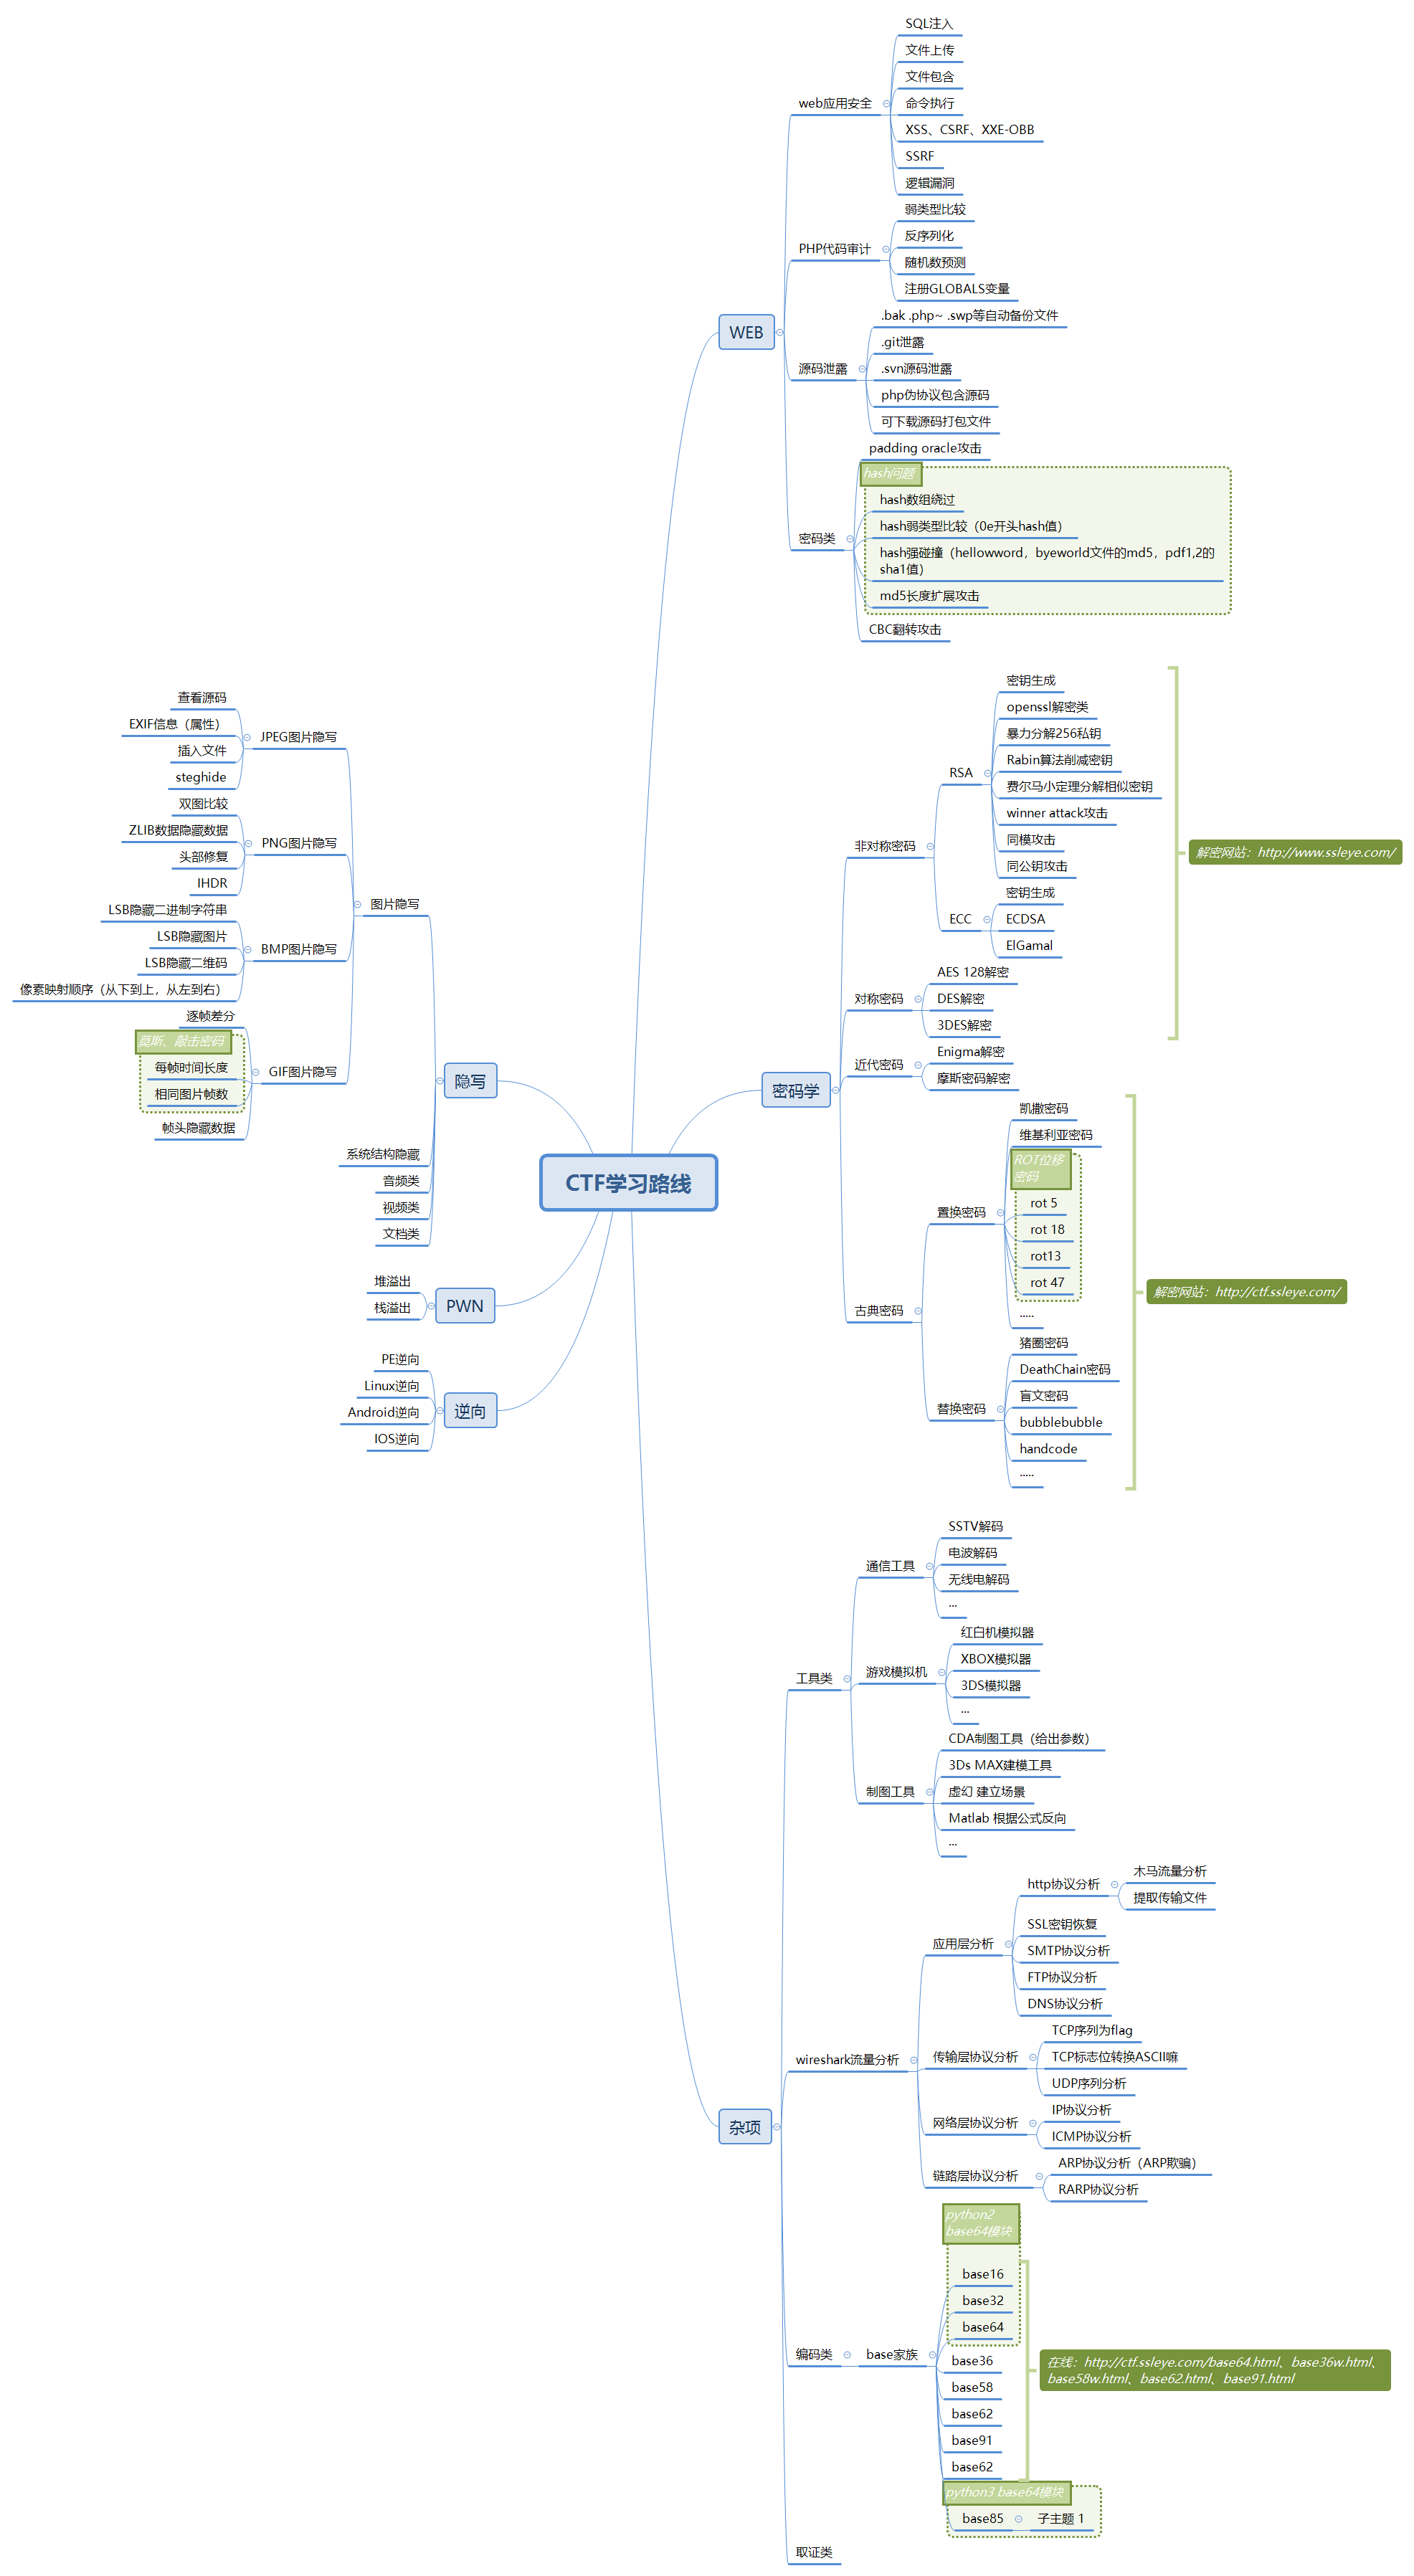 CTF学习路线
WEB
web应用安全
SQL注入
文件上传
文件包含
命令执行
XSS、CSRF、XXE-OBB
SSRF
逻辑漏洞
PHP代码审计
弱类型比较
反序列化
随机数预测
注册GLOBALS变量
源码泄露
.bak .php~ .swp等自动备份文件
.git泄露
.svn源码泄露
php伪协议包含源码
可下载源码打包文件
密码类
padding oracle攻击
hash问题
hash数组绕过
hash弱类型比较（0e开头hash值）
hash强碰撞（hellowword，byeworld文件的md5，pdf1,2的
sha1值）
md5长度扩展攻击
CBC翻转攻击
密码学
非对称密码
RSA
密钥生成
openssl解密类
暴力分解256私钥
Rabin算法削减密钥
费尔马小定理分解相似密钥
winner attack攻击
同模攻击
同公钥攻击
ECC
密钥生成
ECDSA
ElGamal
对称密码
AES 128解密
DES解密
3DES解密
解密网站：http://www.ssleye.com/
近代密码
Enigma解密
摩斯密码解密
古典密码
置换密码
凯撒密码
维基利亚密码
ROT位移
密码
rot 5
rot 18
rot13
rot 47
.....
替换密码
猪圈密码
DeathChain密码
盲文密码
bubblebubble
handcode
.....
解密网站：http://ctf.ssleye.com/
杂项
工具类
通信工具
SSTV解码
电波解码
无线电解码
...
游戏模拟机
红白机模拟器
XBOX模拟器
3DS模拟器
...
制图工具
CDA制图工具（给出参数）
3Ds MAX建模工具
虚幻 建立场景
Matlab 根据公式反向
...
wireshark流量分析
应用层分析
http协议分析
木马流量分析
提取传输文件
SSL密钥恢复
SMTP协议分析
FTP协议分析
DNS协议分析
传输层协议分析
TCP序列为flag
TCP标志位转换ASCII嘛
UDP序列分析
网络层协议分析
IP协议分析
ICMP协议分析
链路层协议分析
ARP协议分析（ARP欺骗）
RARP协议分析
编码类
base家族
python2
base64模块
base16
base32
base64
base36
base58
base62
base91
base62
在线：http://ctf.ssleye.com/base64.html、base36w.html、
base58w.html、base62.html、base91.html
python3 base64模块
base85
子主题 1
取证类
隐写
图片隐写
JPEG图片隐写
查看源码
EXIF信息（属性）
插入文件
steghide
PNG图片隐写
双图比较
ZLIB数据隐藏数据
头部修复
IHDR
BMP图片隐写
LSB隐藏二进制字符串
LSB隐藏图片
LSB隐藏二维码
像素映射顺序（从下到上，从左到右）
GIF图片隐写
逐帧差分
莫斯、敲击密码
每帧时间长度
相同图片帧数
帧头隐藏数据
系统结构隐藏
音频类
视频类
文档类
PWN
堆溢出
栈溢出
逆向
PE逆向
Linux逆向
Android逆向
IOS逆向